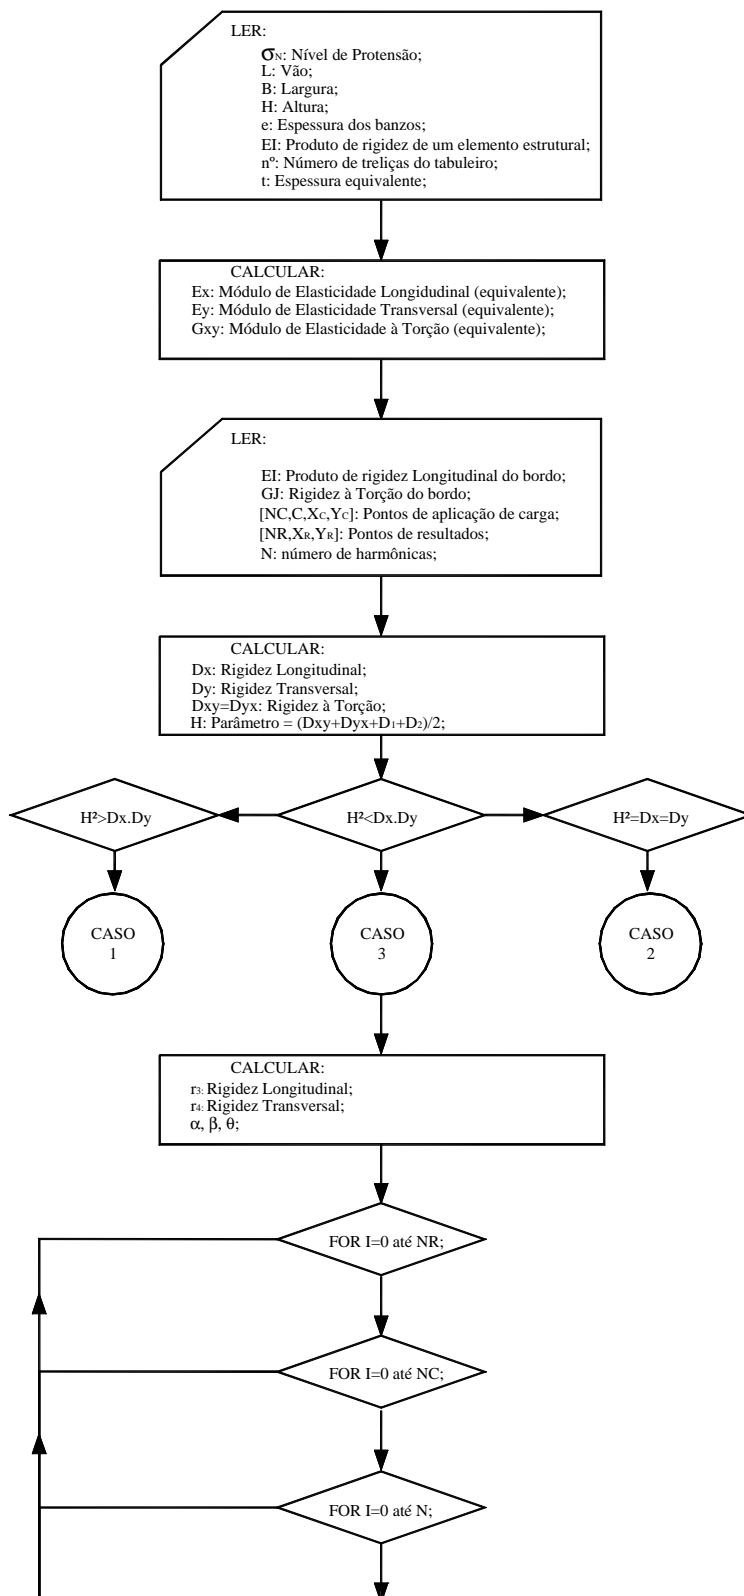 LER:
σN: Nível de Protensão;
L: Vão;
B: Largura;
H: Altura;
e: Espessura dos banzos;
EI: Produto de rigidez de um elemento estrutural;
nº: Número de treliças do tabuleiro;
t: Espessura equivalente;
CALCULAR:
Ex: Módulo de Elasticidade Longidudinal (equivalente);
Ey: Módulo de Elasticidade Transversal (equivalente);
Gxy: Módulo de Elasticidade à Torção (equivalente);
LER:
EI: Produto de rigidez Longitudinal do bordo;
GJ: Rigidez à Torção do bordo;
[NC,C,XC,YC]: Pontos de aplicação de carga;
[NR,XR,YR]: Pontos de resultados;
N: número de harmônicas;
CALCULAR:
Dx: Rigidez Longitudinal;
Dy: Rigidez Transversal;
Dxy=Dyx: Rigidez à Torção;
H: Parâmetro = (Dxy+Dyx+D1+D2)/2;
H²>Dx.Dy
H²<Dx.Dy
H²=Dx=Dy
CASO
1
CASO
3
CASO
2
CALCULAR:
r3: Rigidez Longitudinal;
r4: Rigidez Transversal;
α, β, θ;
FOR I=0 até NR;
FOR I=0 até NC;
FOR I=0 até N;